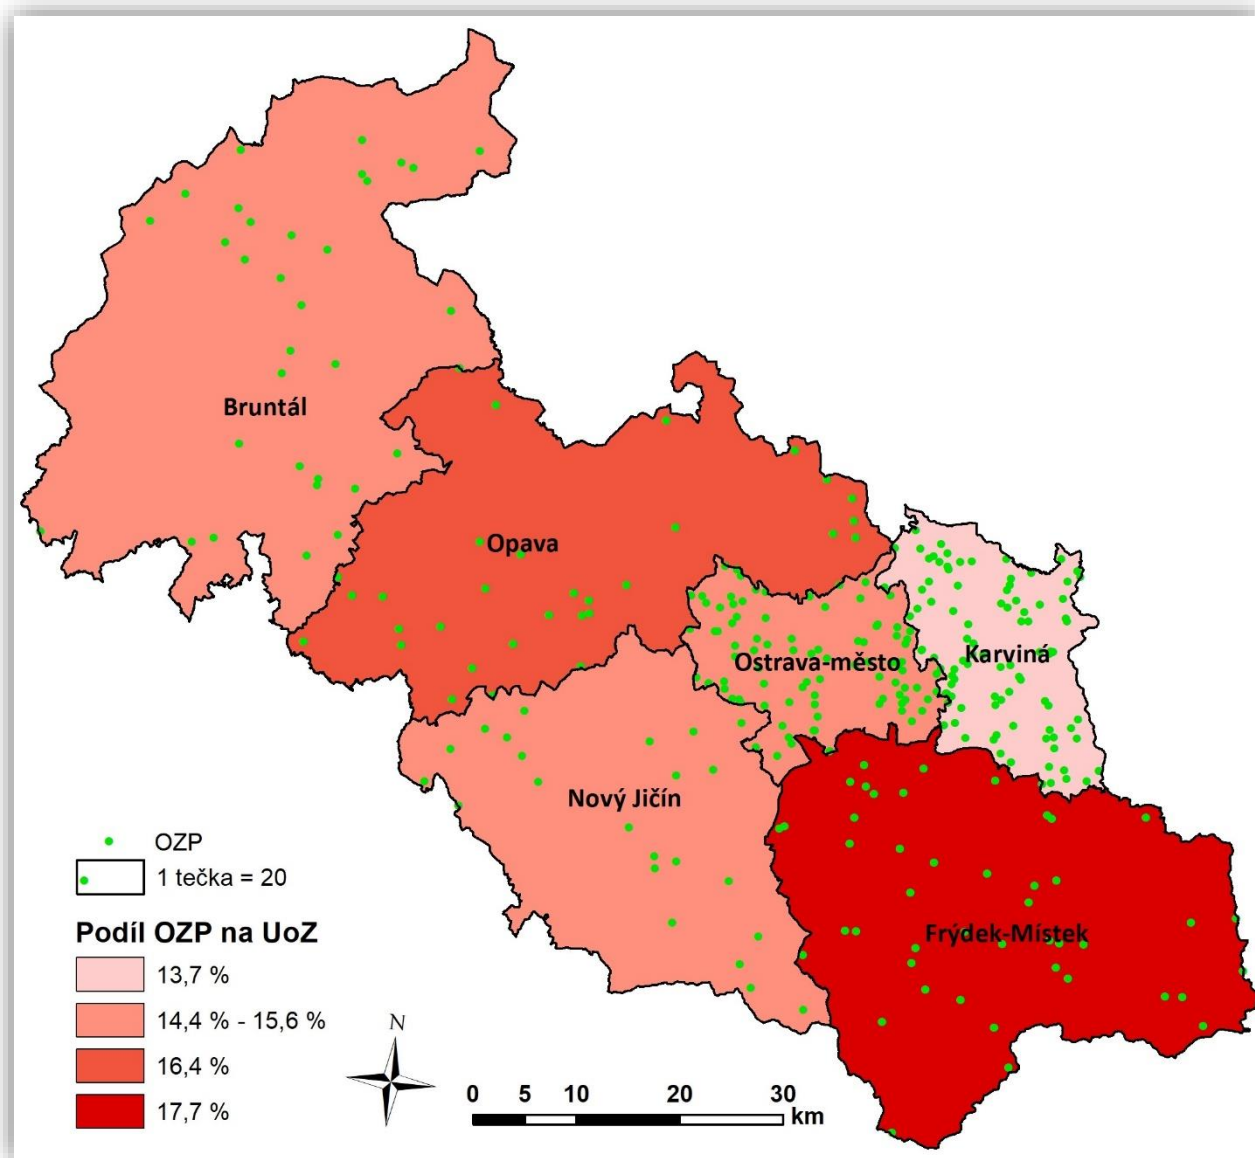 Bruntál
Opava
Ostrava-město
Karviná
Nový Jičín
Frýdek-Místek
OZP
1 tečka = 20
Podíl OZP na UoZ
13,7 %
14,4 % - 15,6 %
16,4 %
17,7 %
N
0 5 10 20 30
km